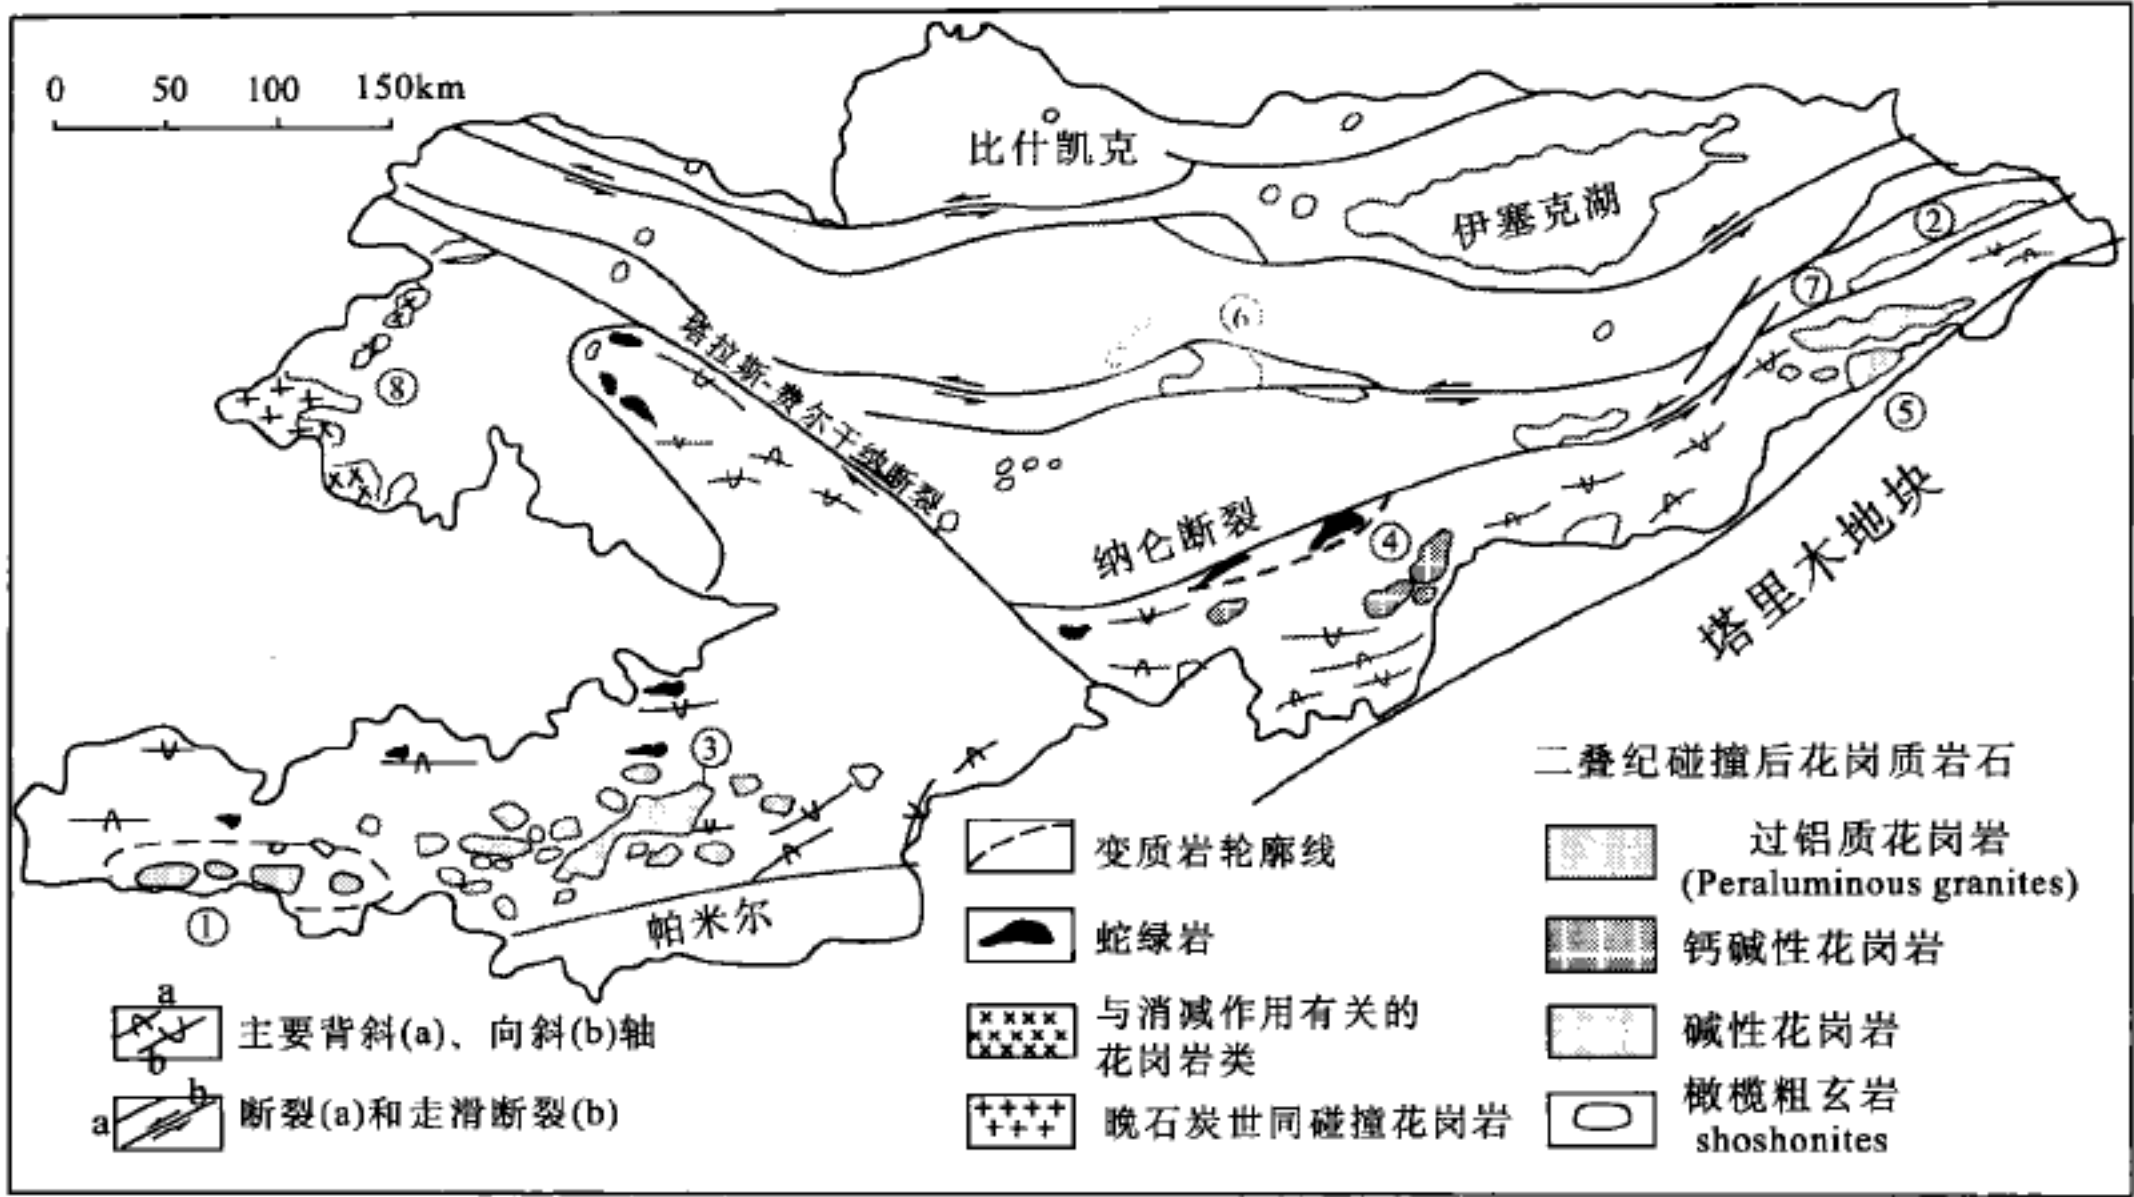 0 50 100 150km
比什凯克
伊塞克湖
②
⑦
⑥
塔拉斯-费尔干纳断裂
⑧
⑤
纳仑断裂
④
塔里木地块
③
①
帕米尔
a
b
主要背斜(a)、向斜(b)轴
b
a
断裂(a)和走滑断裂(b)
变质岩轮廓线
蛇绿岩
与消减作用有关的
花岗岩类
晚石炭世同碰撞花岗岩
二叠纪碰撞后花岗质岩石
过铝质花岗岩
(Peraluminous granites)
钙碱性花岗岩
碱性花岗岩
橄榄粗玄岩
shoshonites